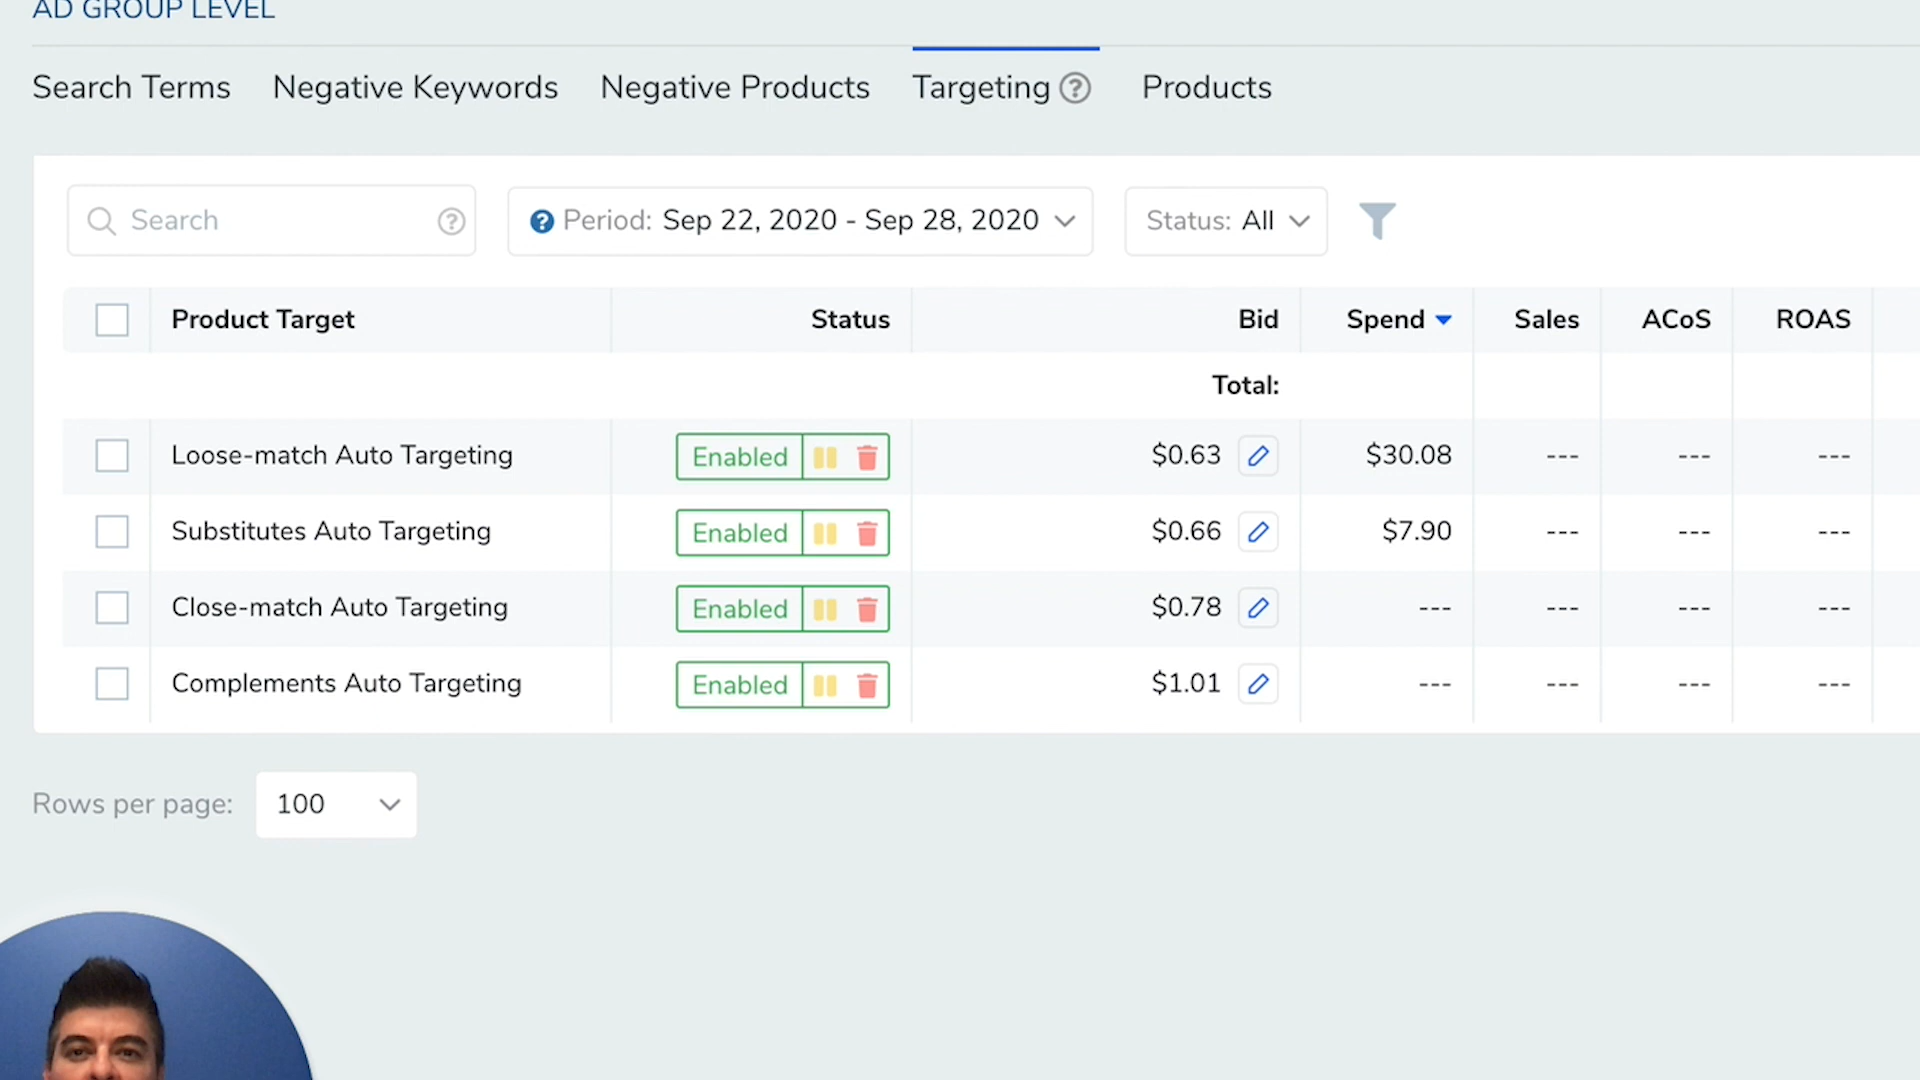 AD GROUP LEVEL
Search Terms Negative Keywords Negative Products Targeting ? Products
Search ? ? Period: Sep 22, 2020 - Sep 28, 2020 Status: All
Product Target Status Bid Spend Sales ACoS ROAS
Total:
Loose-match Auto Targeting Enabled $0.63 $30.08 --- --- ---
Substitutes Auto Targeting Enabled $0.66 $7.90 --- --- ---
Close-match Auto Targeting Enabled $0.78 --- --- --- ---
Complements Auto Targeting Enabled $1.01 --- --- --- ---
Rows per page: 100